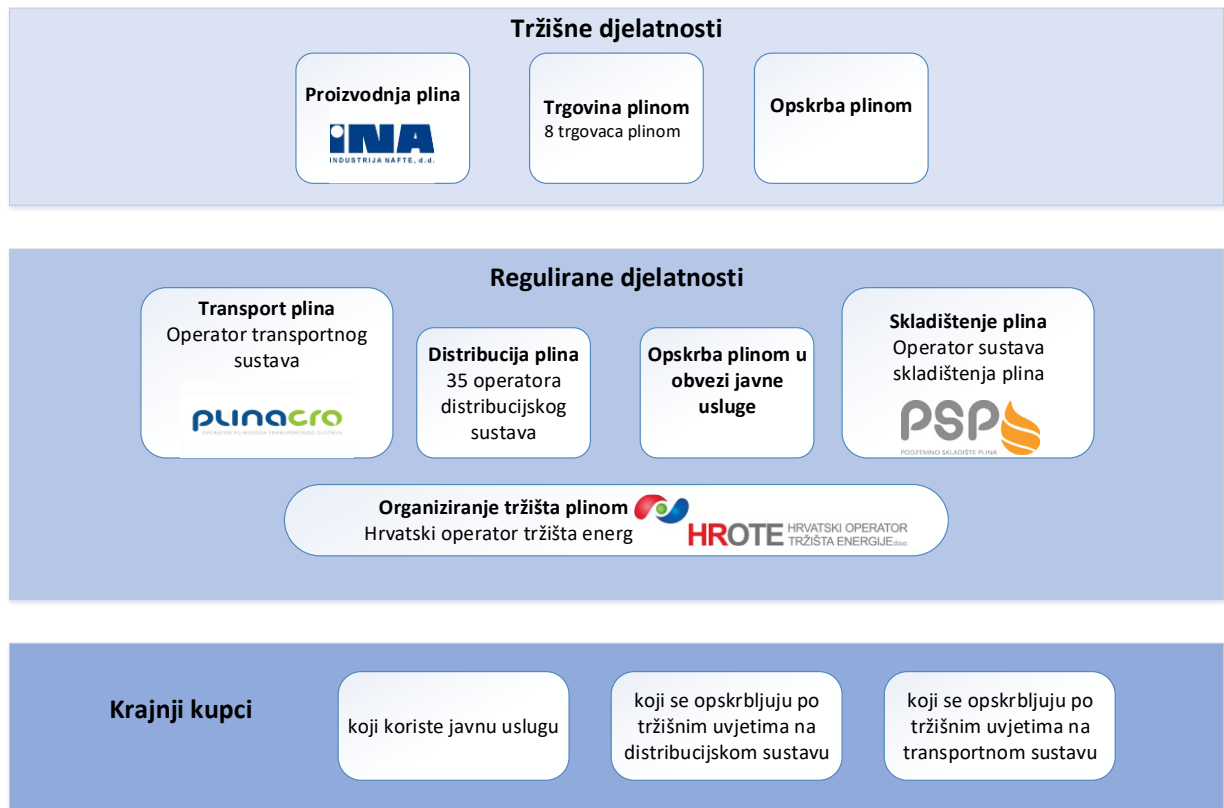 Tržišne djelatnosti
Proizvodnja plina
INA
INDUSTRIJA NAFTE, d.d.
Trgovina plinom
8 trgovaca plinom
Opskrba plinom
Regulirane djelatnosti
Transport plina
Operator transportnog
sustava
PLINACRO
OPERATOR PLINSKOGA TRANSPORTNOG SUSTAVA
Distribucija plina
35 operatora
distribucijskog
sustava
Opskrba plinom u
obvezi javne
usluge
Skladištenje plina
Operator sustava
skladištenja plina
PSP
PODZEMNO SKLADIŠTE PLINA
Organiziranje tržišta plinom
Hrvatski operator tržišta energ
HROTE
HRVATSKI OPERATOR
TRŽIŠTA ENERGIJE d.o.o.
Krajnji kupci
koji koriste javnu uslugu
koji se opskrbljuju po
tržišnim uvjetima na
distribucijskom sustavu
koji se opskrbljuju po
tržišnim uvjetima na
transportnom sustavu